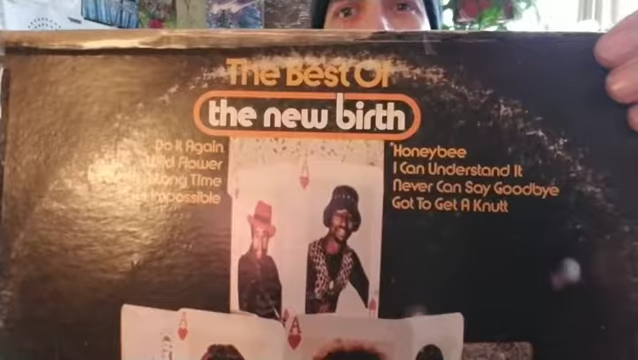 The Best Of
the new birth
Do It Again
Wild Flower
Long Time
Impossible
Honeybee
I Can Understand It
Never Can Say Goodbye
Got To Get A Knutt
A
A
A